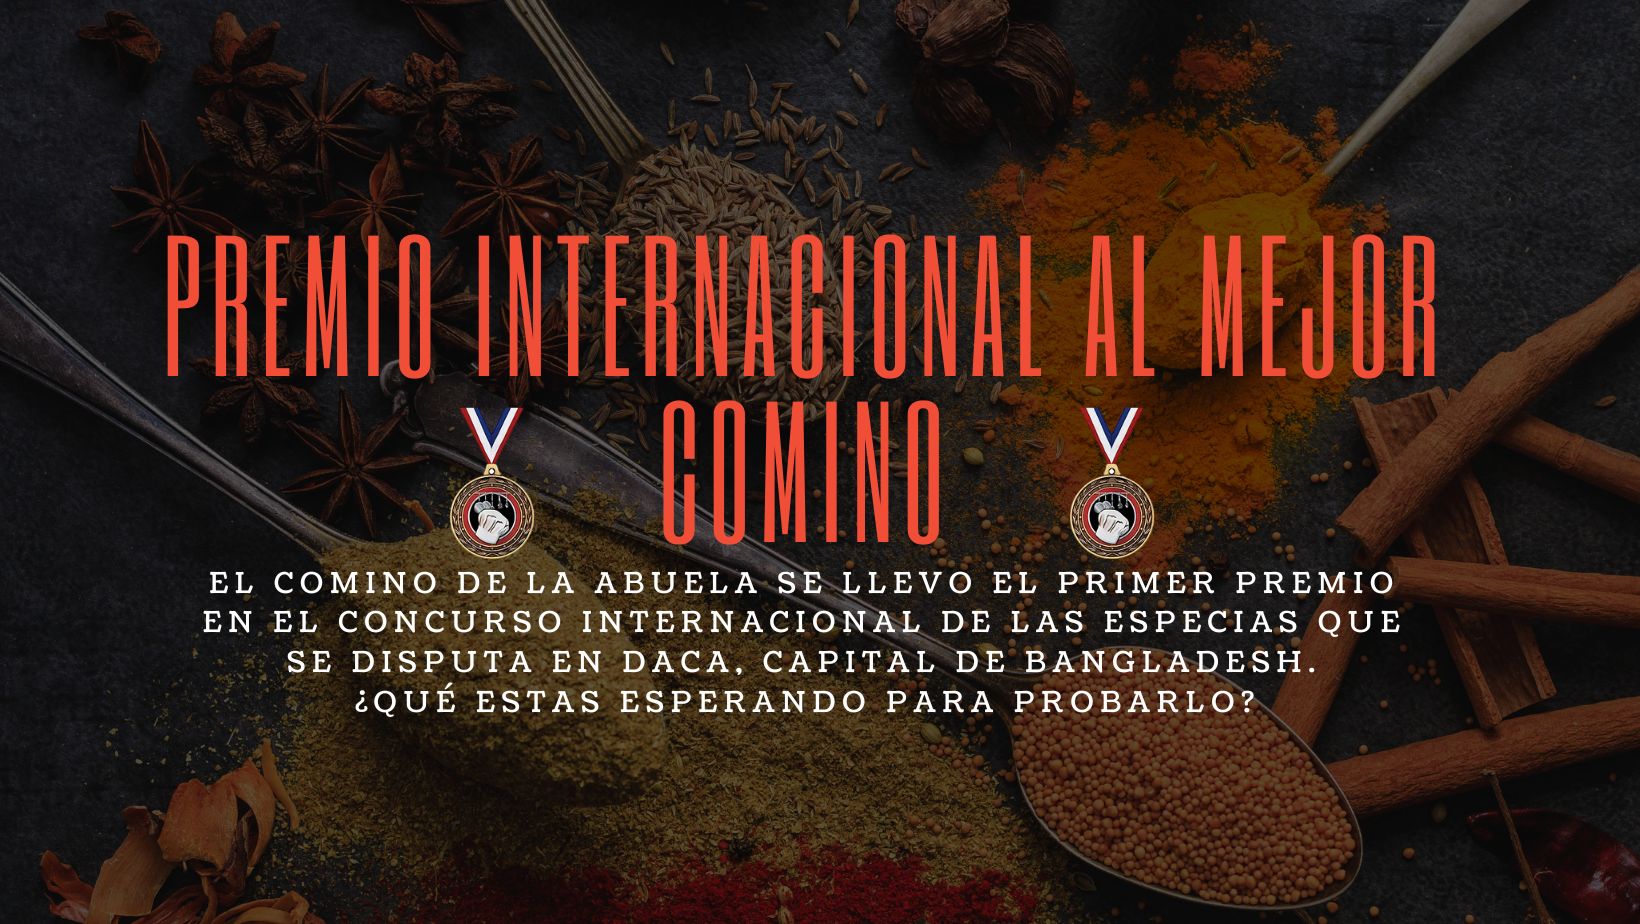 PREMIO INTERNACIONAL AL MEJOR
COMINO
EL COMINO DE LA ABUELA SE LLEVO EL PRIMER PREMIO
EN EL CONCURSO INTERNACIONAL DE LAS ESPECIAS QUE
SE DISPUTA EN DACA, CAPITAL DE BANGLADESH.
¿QUÉ ESTAS ESPERANDO PARA PROBARLO?